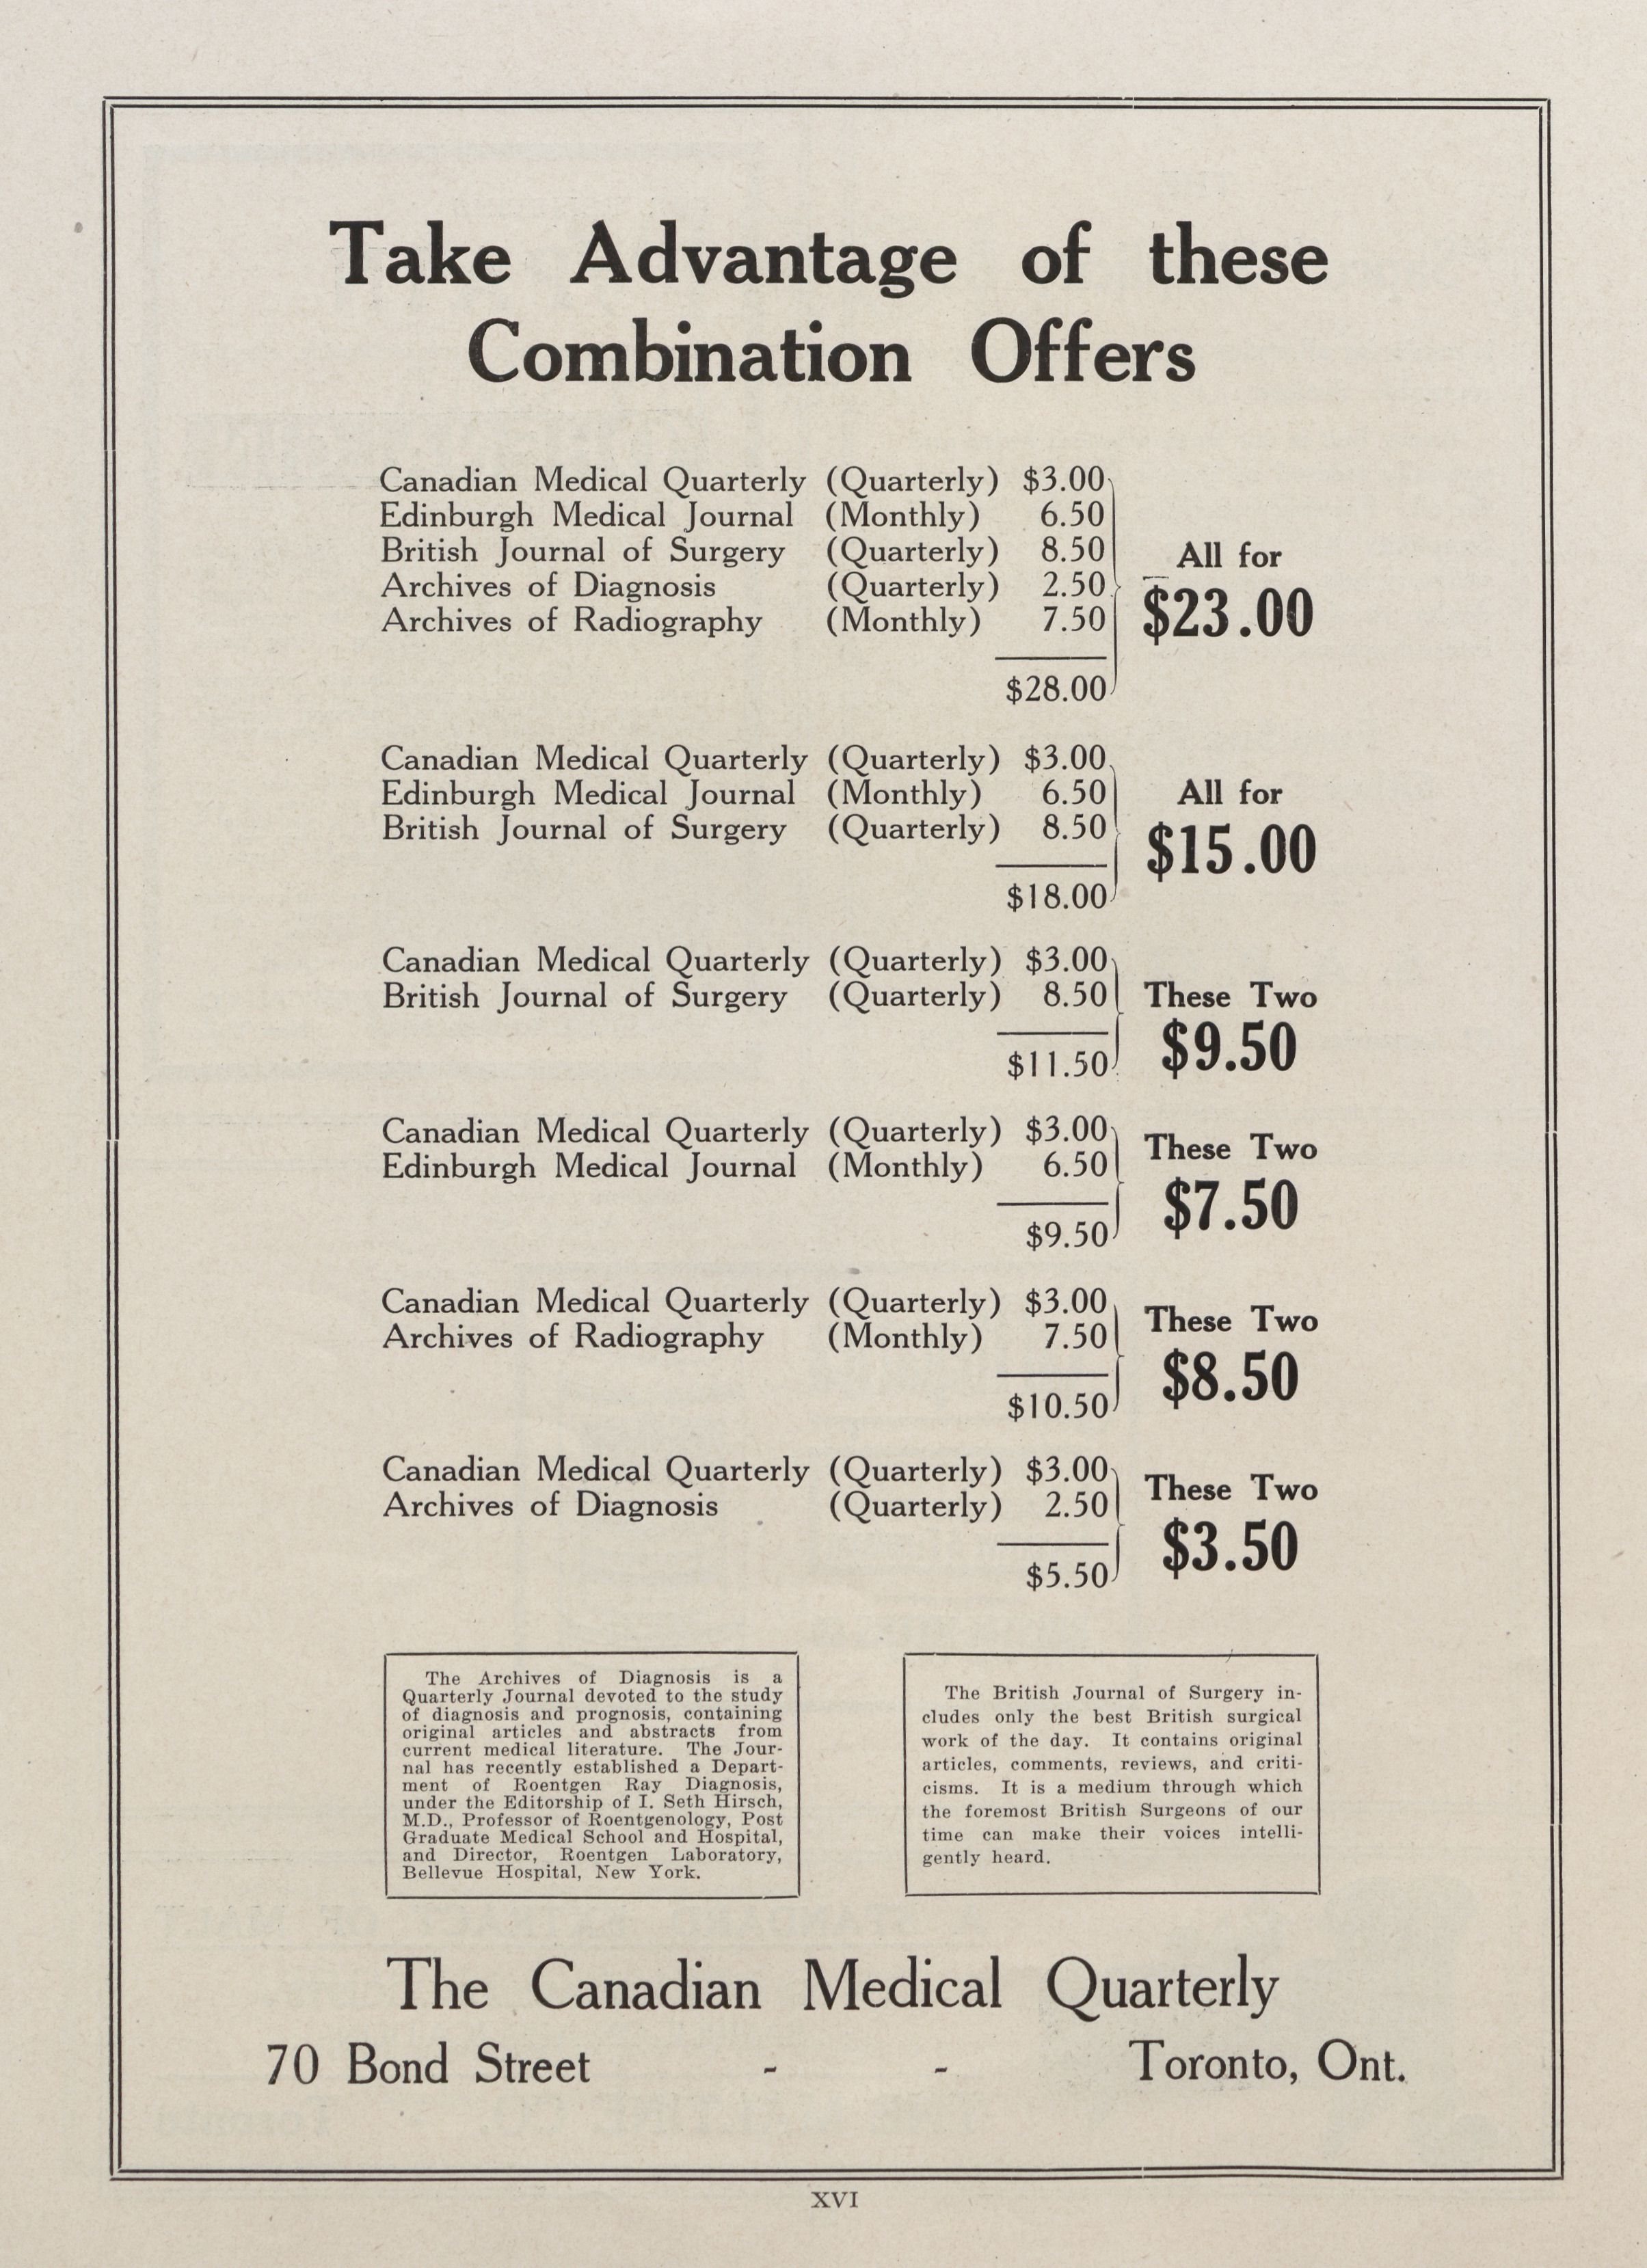 Take Advantage of these
Combination Offers
Canadian Medical Quarterly (Quarterly) $3.00
Edinburgh Medical Journal (Monthly) 6.50
British Journal of Surgery (Quarterly) 8.50
Archives of Diagnosis (Quarterly) 2.50
Archives of Radiography (Monthly) 7.50
$28.00
All for
$23.00
Canadian Medical Quarterly (Quarterly) $3.00
Edinburgh Medical Journal (Monthly) 6.50
British Journal of Surgery (Quarterly) 8.50
$18.00
All for
$15.00
Canadian Medical Quarterly (Quarterly) $3.00
British Journal of Surgery (Quarterly) 8.50
$11.50
These Two
$9.50
Canadian Medical Quarterly (Quarterly) $3.00
Edinburgh Medical Journal (Monthly) 6.50
$9.50
These Two
$7.50
Canadian Medical Quarterly (Quarterly) $3.00
Archives of Radiography (Monthly) 7.50
$10.50
These Two
$8.50
Canadian Medical Quarterly (Quarterly) $3.00
Archives of Diagnosis (Quarterly) 2.50
$5.50
These Two
$3.50
The Archives of Diagnosis is a
Quarterly Journal devoted to the study
of diagnosis and prognosis, containing
original articles and abstracts from
current medical literature. The Jour-
nal has recently established a Depart-
ment of Roentgen Ray Diagnosis,
under the Editorship of I. Seth Hirsch,
M.D., Professor of Roentgenology, Post
Graduate Medical School and Hospital,
and Director, Roentgen Laboratory,
Bellevue Hospital, New York.
The British Journal of Surgery in-
cludes only the best British surgical
work of the day. It contains original
articles, comments, reviews, and criti-
cisms. It is a medium through which
the foremost British Surgeons of our
time can make their voices intelli-
gently heard.
The Canadian Medical Quarterly
70 Bond Street - - Toronto, Ont.
XVI